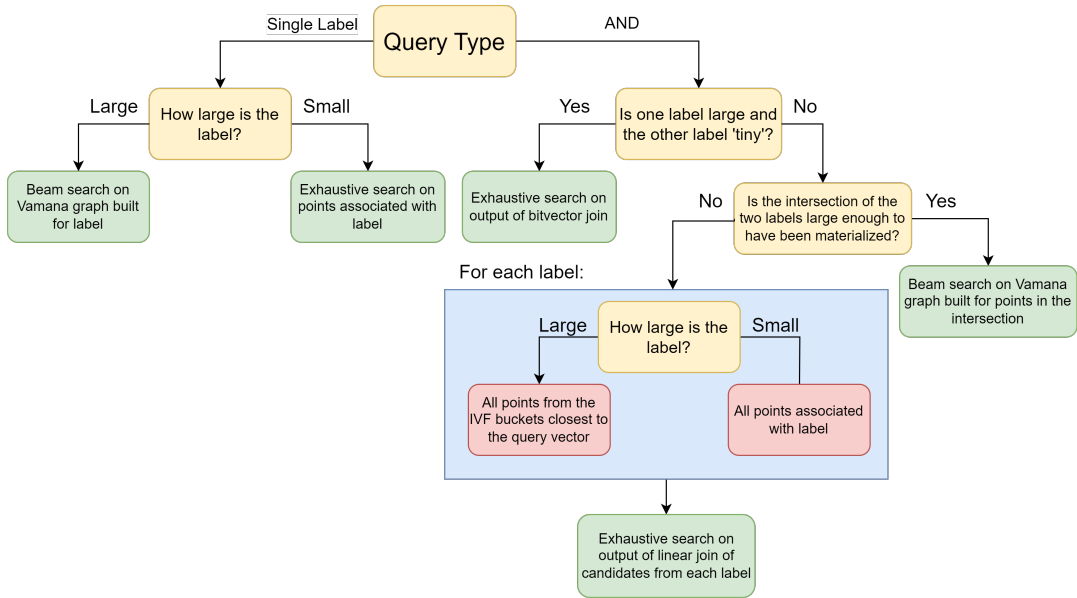 Query Type
Single Label
AND
How large is the
label?
Large
Small
Beam search on
Vamana graph built
for label
Exhaustive search on
points associated with
label
Is one label large and
the other label 'tiny'?
Yes
No
Exhaustive search on
output of bitvector join
Is the intersection of the
two labels large enough to
have been materialized?
No
Yes
Beam search on Vamana
graph built for points in the
intersection
For each label:
How large is the
label?
Large
Small
All points from the
IVF buckets closest to
the query vector
All points associated
with label
Exhaustive search on
output of linear join of
candidates from each label